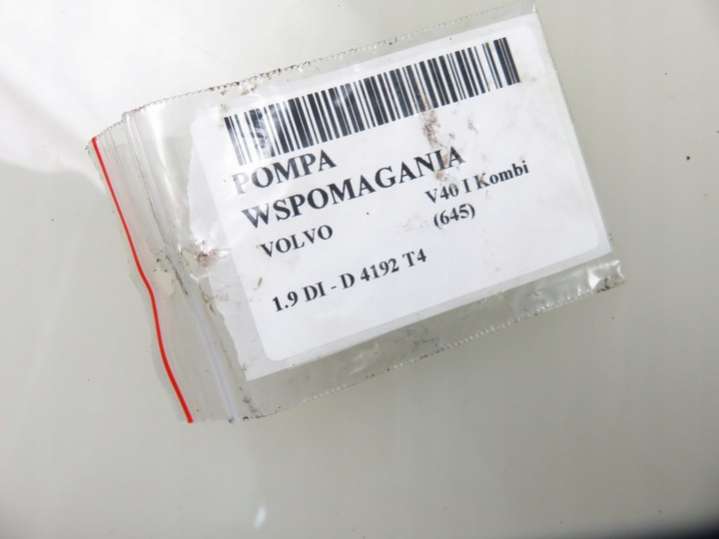 POMPA
WSPOMAGANIA
VOLVO V40 I Kombi
(645)
1.9 DI - D 4192 T4